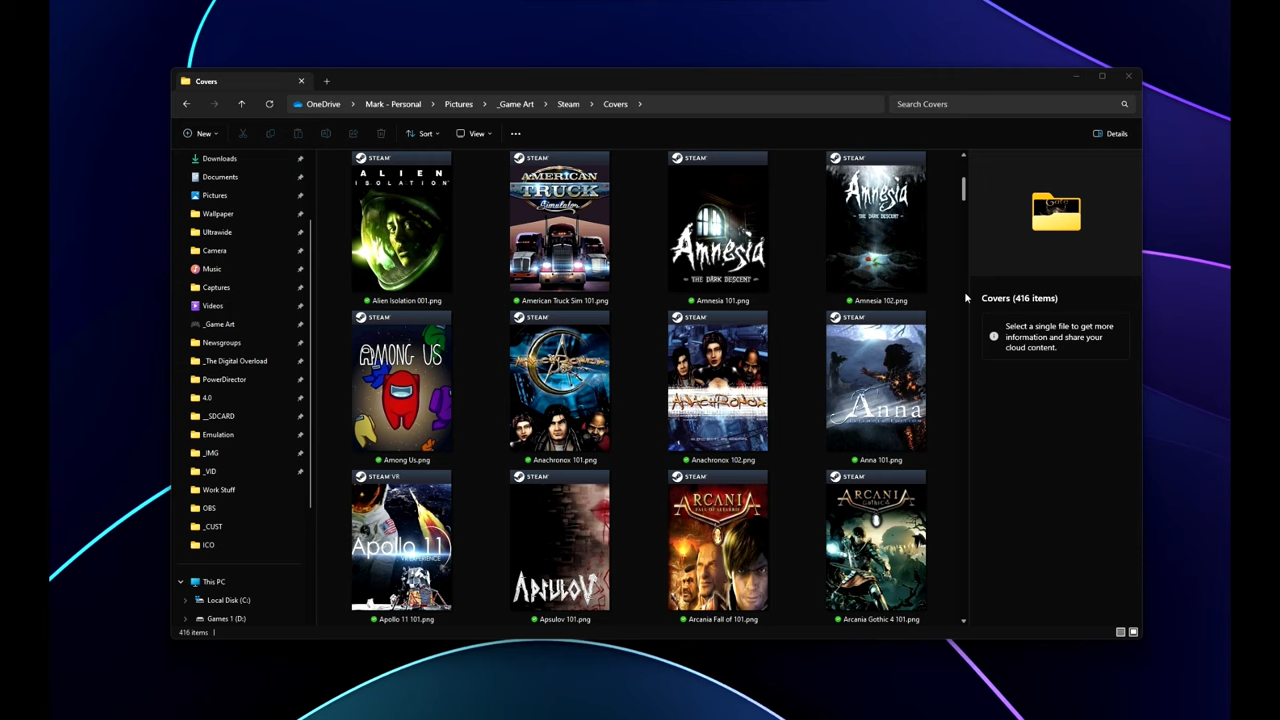 Covers
OneDrive
Mark - Personal
Pictures
_Game Art
Steam
Covers
Search Covers
New
Sort
View
Details
Downloads
Documents
Pictures
Wallpaper
Ultrawide
Camera
Music
Captures
Videos
_Game Art
Newsgroups
_The Digital Overload
PowerDirector
4.0
__SDCARD
Emulation
_IMG
_VID
Work Stuff
OBS
_CUST
ICO
This PC
Local Disk (C:)
Games 1 (D:)
416 items
STEAM
ALIEN
ISOLATION
Alien Isolation 001.png
STEAM
AMERICAN
TRUCK
Simulator
American Truck Sim 101.png
STEAM
Amnesia
THE DARK DESCENT
Amnesia 101.png
STEAM
Amnesia
THE DARK DESCENT
Amnesia 102.png
STEAM
AMONG US
Among Us.png
STEAM
ANACHRONOX
Anachronox 101.png
STEAM
ANACHRONOX
Anachronox 102.png
STEAM
Anna
Anna 101.png
STEAM VR
Apollo 11
VR EXPERIENCE
Apollo 11 101.png
STEAM
APSULOV
Apsulov 101.png
STEAM
ARCANIA
FALL OF SETARRIF
Arcania Fall of 101.png
STEAM
ARCANIA
GOTHIC 4
Arcania Gothic 4 101.png
Covers (416 items)
Select a single file to get more
information and share your
cloud content.